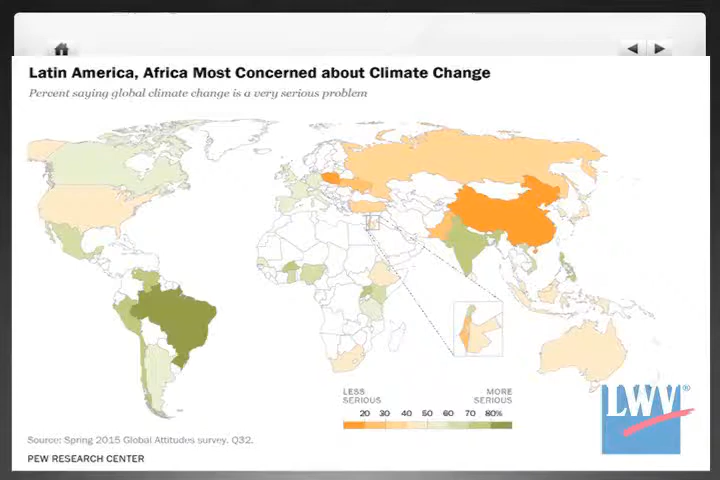 Latin America, Africa Most Concerned about Climate Change
Percent saying global climate change is a very serious problem
LESS SERIOUS
MORE SERIOUS
20 30 40 50 60 70 80%
LWV®
Source: Spring 2015 Global Attitudes survey. Q32.
PEW RESEARCH CENTER